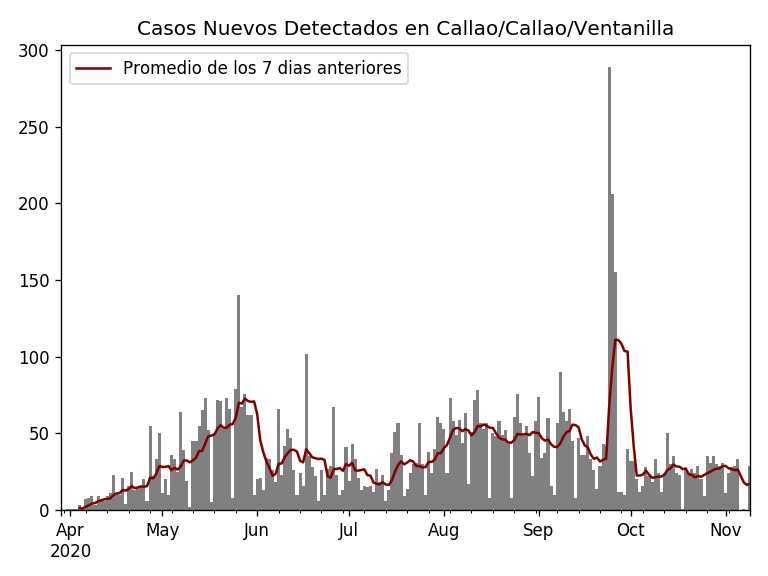 Casos Nuevos Detectados en Callao/Callao/Ventanilla
Promedio de los 7 dias anteriores
300
250
200
150
100
50
0
Apr May Jun Jul Aug Sep Oct Nov
2020